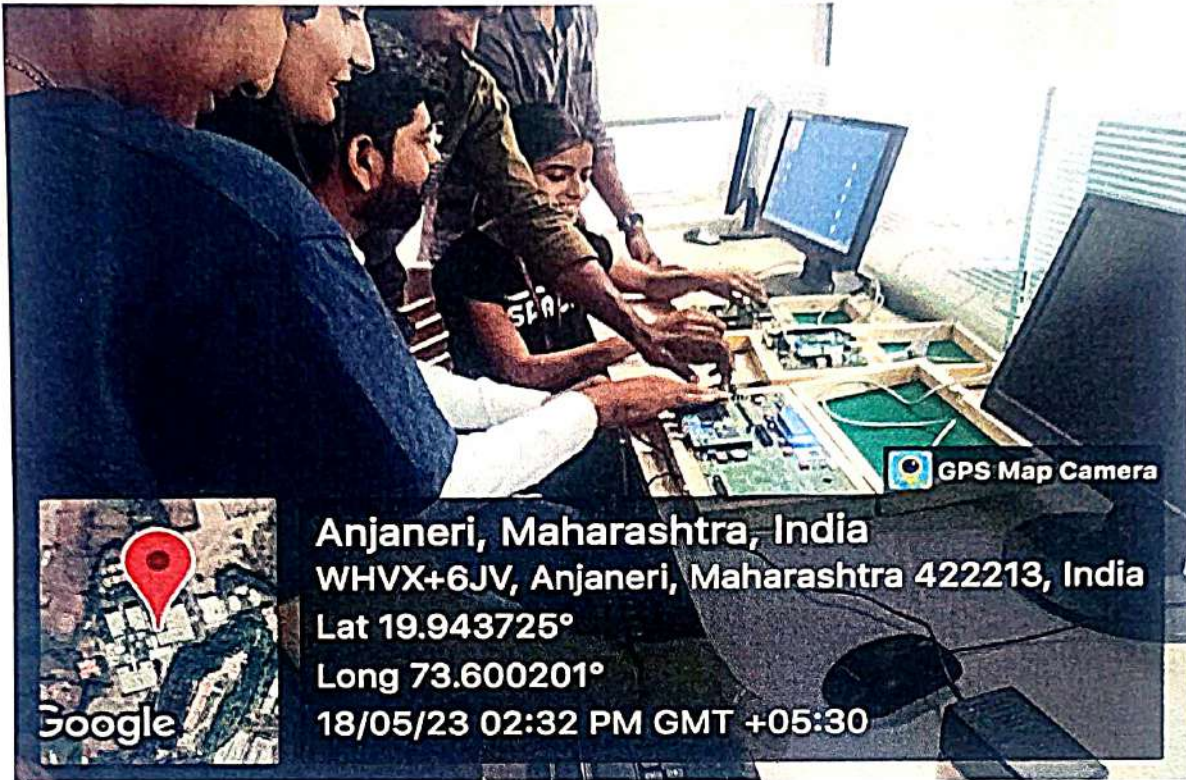 GPS Map Camera
Anjaneri, Maharashtra, India
WHVX+6JV, Anjaneri, Maharashtra 422213, India
Lat 19.943725°
Long 73.600201°
18/05/23 02:32 PM GMT +05:30
Google